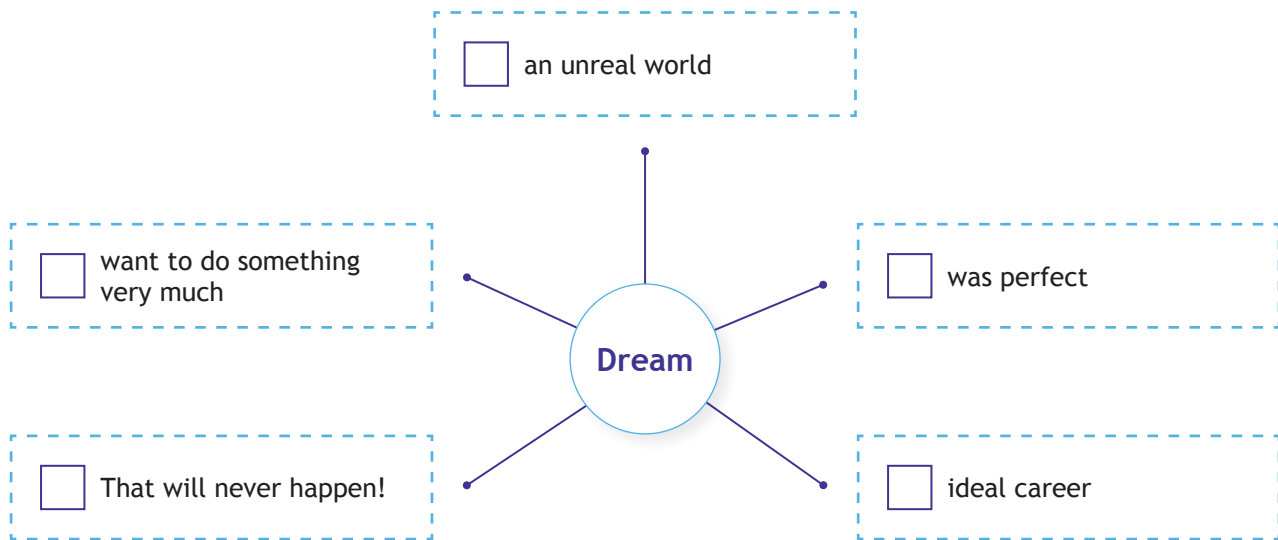 an unreal world
want to do something
very much
was perfect
Dream
That will never happen!
ideal career